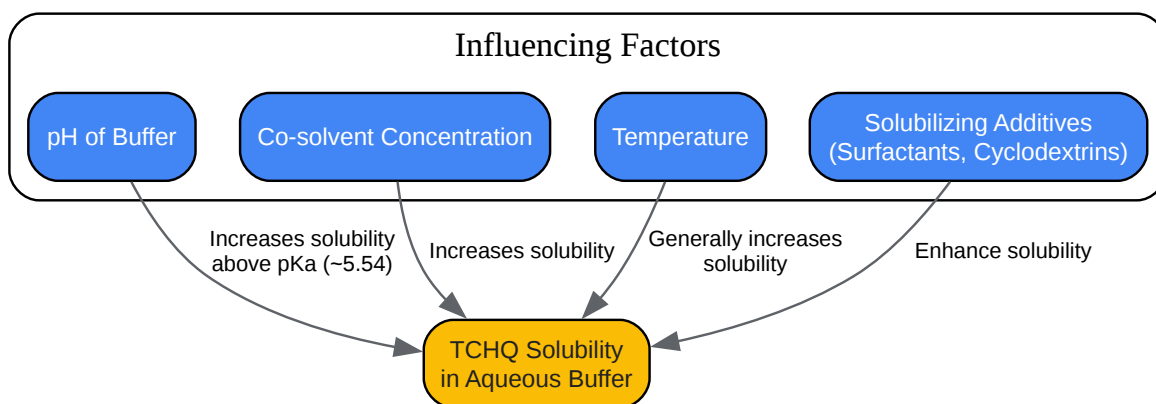 Influencing Factors
pH of Buffer
Co-solvent Concentration
Temperature
Solubilizing Additives
(Surfactants, Cyclodextrins)
Increases solubility
above pKa (~5.54)
Increases solubility
Generally increases
solubility
Enhance solubility
TCHQ Solubility
in Aqueous Buffer